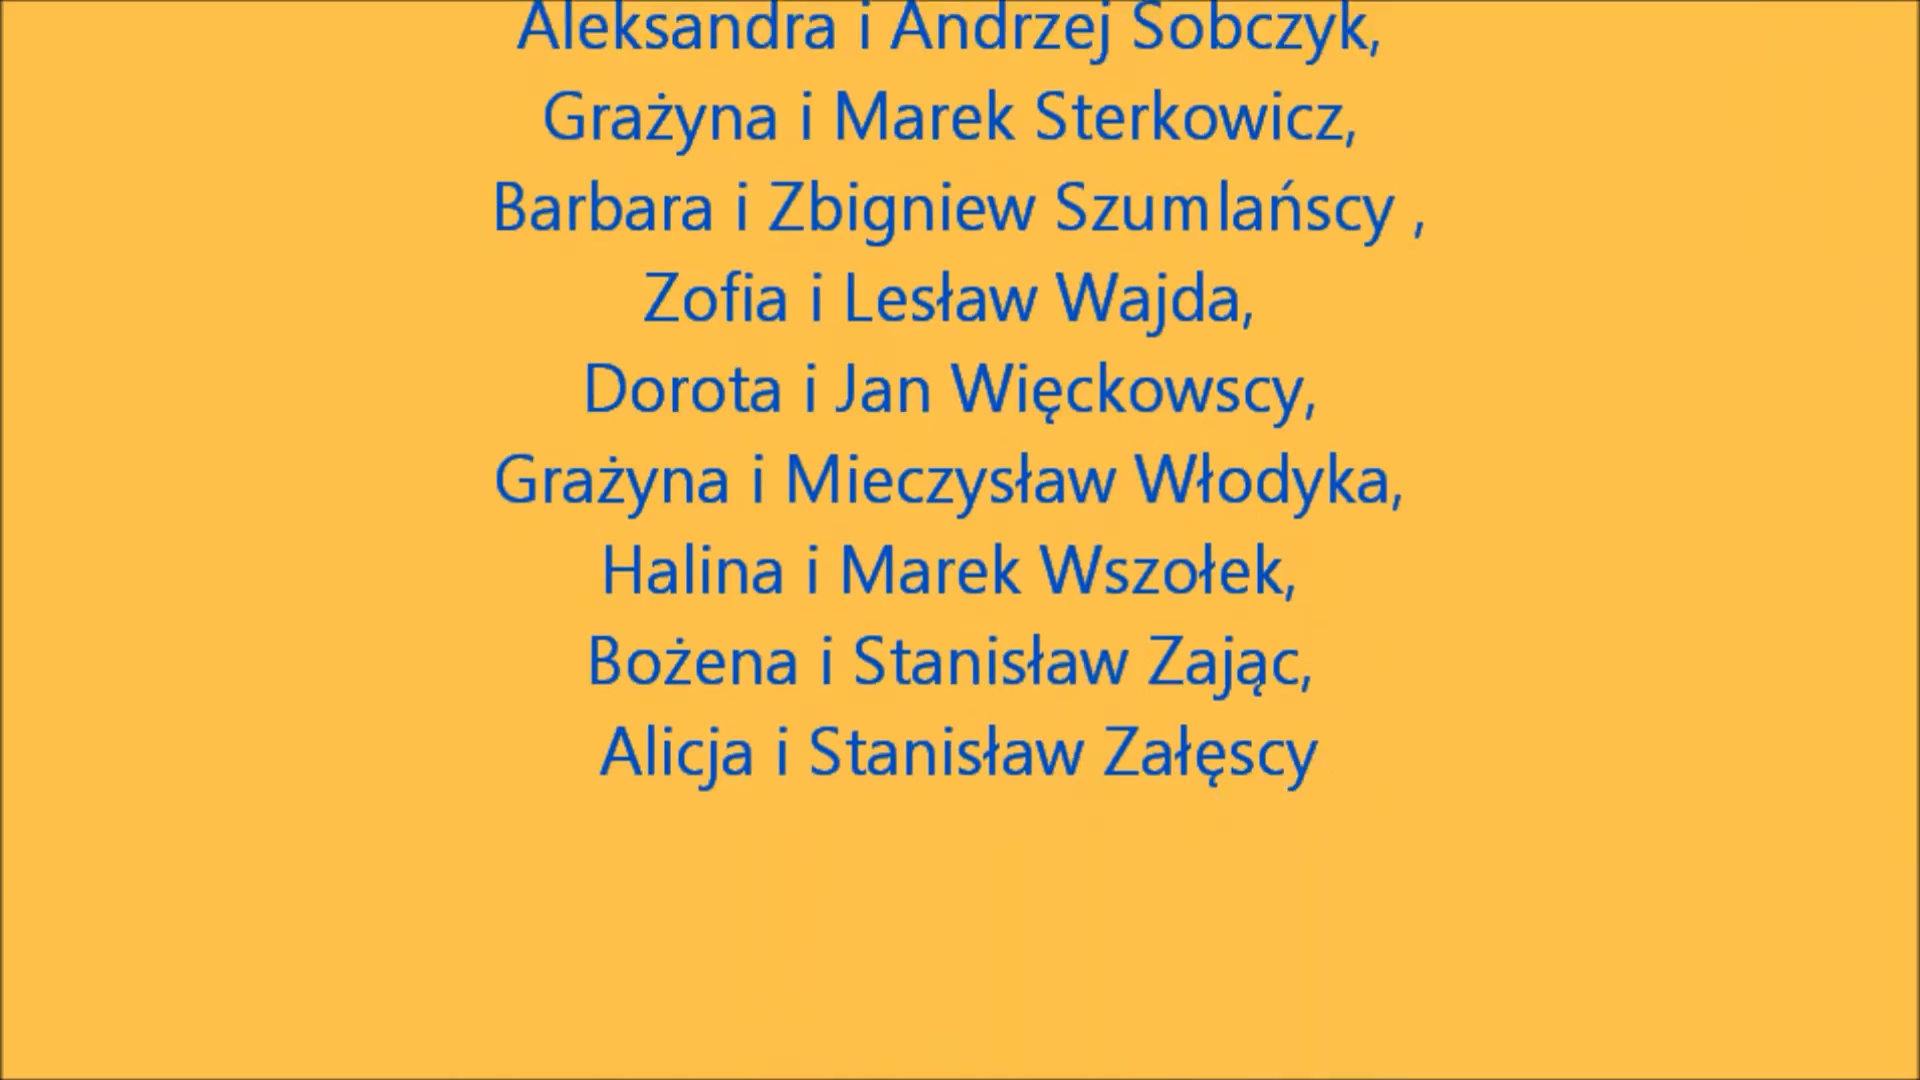 Aleksandra i Andrzej Sobczyk,
Grażyna i Marek Sterkowicz,
Barbara i Zbigniew Szumlańscy ,
Zofia i Lesław Wajda,
Dorota i Jan Więckowscy,
Grażyna i Mieczysław Włodyka,
Halina i Marek Wszołek,
Bożena i Stanisław Zając,
Alicja i Stanisław Załęscy